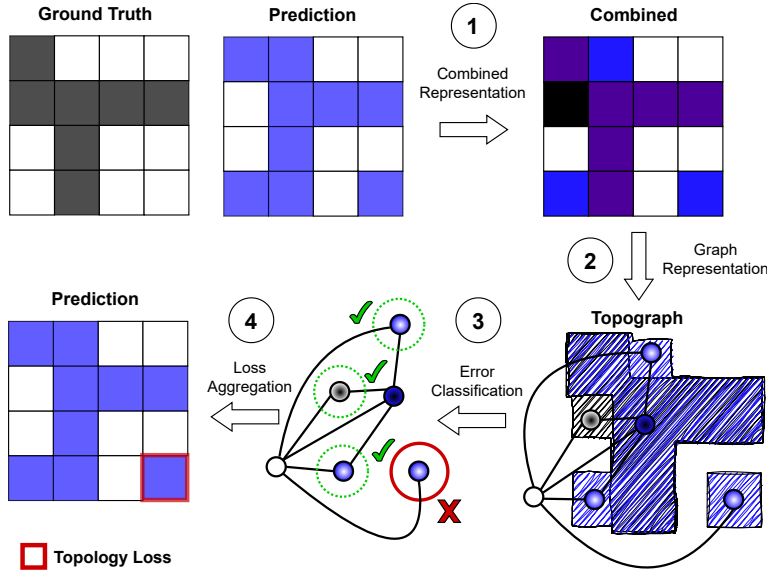 Ground Truth
Prediction
1
Combined
Representation
Combined
2
Graph
Representation
Topograph
3
Error
Classification
X
4
Loss
Aggregation
Prediction
Topology Loss